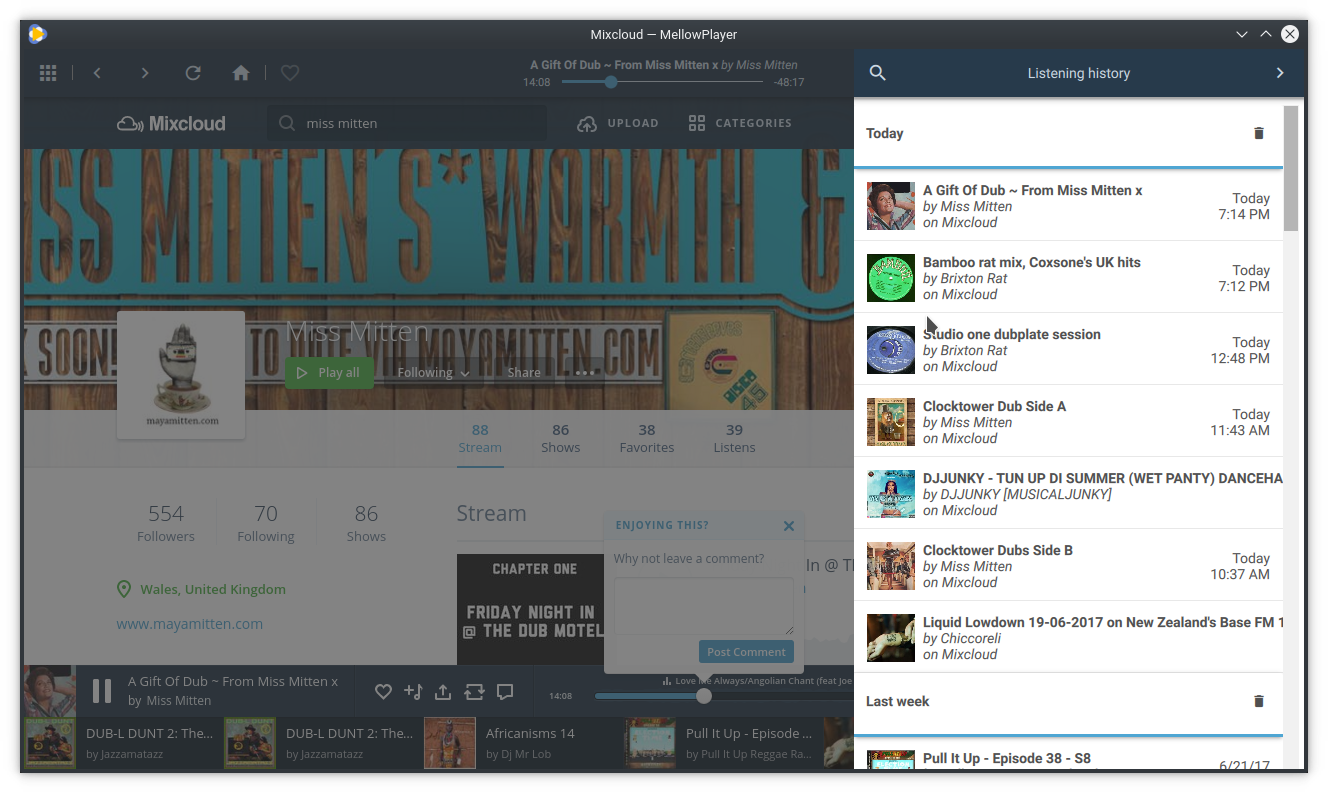 Mixcloud — MellowPlayer
A Gift Of Dub ~ From Miss Mitten x by Miss Mitten
14:08
-48:17
Listening history
Mixcloud
miss mitten
UPLOAD
CATEGORIES
ISS MITTEN'S*WARMTH &
SOON!
TO
MAYAMITTEN.COM
DISCO
45
mayamitten.com
Miss Mitten
Play all
Following
Share
88
Stream
86
Shows
38
Favorites
39
Listens
554
Followers
70
Following
86
Shows
Wales, United Kingdom
www.mayamitten.com
Stream
CHAPTER ONE
FRIDAY NIGHT IN
@ THE DUB MOTEL
In @ T
ENJOYING THIS?
Why not leave a comment?
Post Comment
A Gift Of Dub ~ From Miss Mitten x
by Miss Mitten
14:08
Love me Always/Angolian Chant (feat Joe
DUB-L DUNT 2: The...
by Jazzamatazz
DUB-L DUNT 2: The...
by Jazzamatazz
Africanisms 14
by Dj Mr Lob
Pull It Up - Episode ...
by Pull It Up Reggae Ra...
Today
A Gift Of Dub ~ From Miss Mitten x
by Miss Mitten
on Mixcloud
Today
7:14 PM
Bamboo rat mix, Coxsone's UK hits
by Brixton Rat
on Mixcloud
Today
7:12 PM
Studio one dubplate session
by Brixton Rat
on Mixcloud
Today
12:48 PM
Clocktower Dub Side A
by Miss Mitten
on Mixcloud
Today
11:43 AM
DJJUNKY - TUN UP DI SUMMER (WET PANTY) DANCEHA
by DJJUNKY [MUSICALJUNKY]
on Mixcloud
Clocktower Dubs Side B
by Miss Mitten
on Mixcloud
Today
10:37 AM
Liquid Lowdown 19-06-2017 on New Zealand's Base FM 1
by Chiccoreli
on Mixcloud
Last week
Pull It Up - Episode 38 - S8
6/21/17